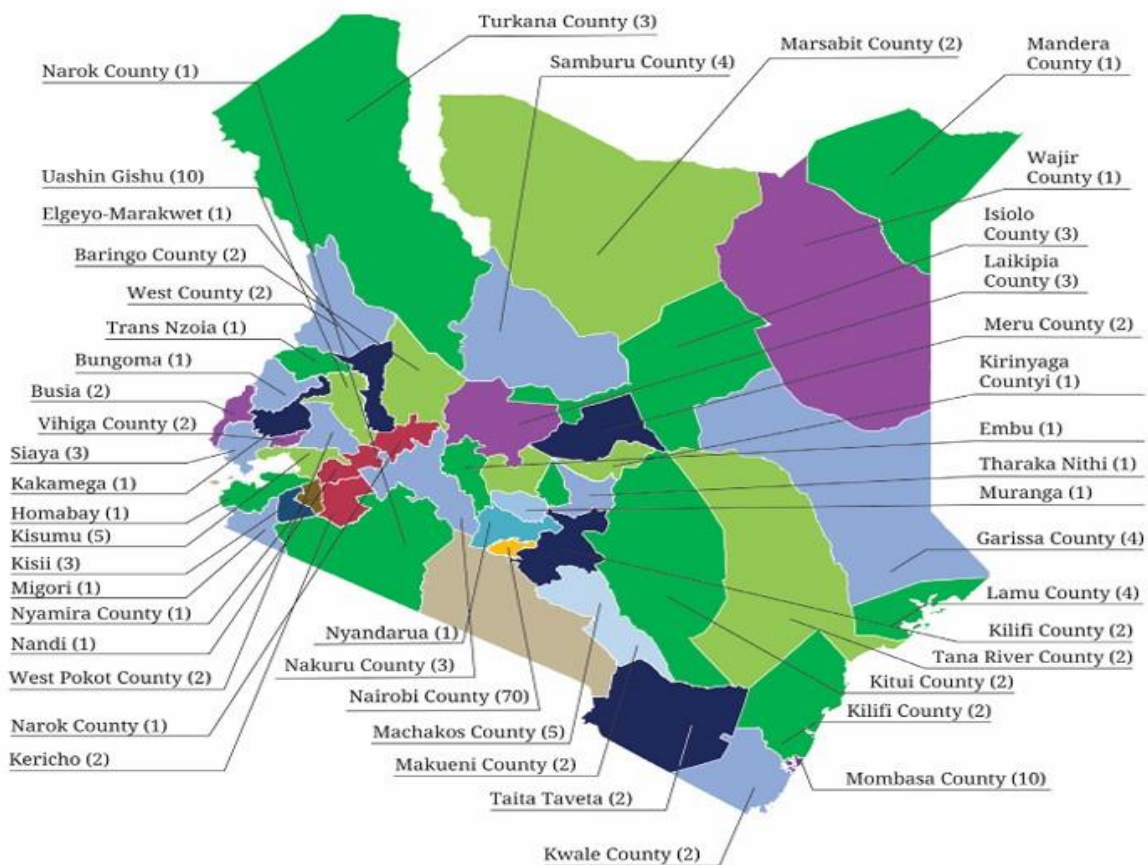 Turkana County (3)
Marsabit County (2)
Mandera
County (1)
Narok County (1)
Samburu County (4)
Wajir
County (1)
Uashin Gishu (10)
Elgeyo-Marakwet (1)
Isiolo
County (3)
Baringo County (2)
Laikipia
County (3)
West County (2)
Meru County (2)
Trans Nzoia (1)
Bungoma (1)
Kirinyaga
Countyi (1)
Busia (2)
Vihiga County (2)
Embu (1)
Siaya (3)
Tharaka Nithi (1)
Kakamega (1)
Muranga (1)
Homabay (1)
Kisumu (5)
Garissa County (4)
Kisii (3)
Migori (1)
Lamu County (4)
Nyamira County (1)
Nyandarua (1)
Kilifi County (2)
Nandi (1)
Nakuru County (3)
Tana River County (2)
West Pokot County (2)
Kitui County (2)
Nairobi County (70)
Kilifi County (2)
Narok County (1)
Machakos County (5)
Kericho (2)
Makueni County (2)
Mombasa County (10)
Taita Taveta (2)
Kwale County (2)